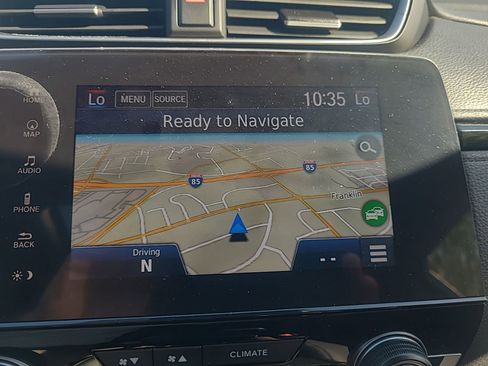 HOME
MAP
AUDIO
PHONE
BACK
Lo MENU SOURCE 10:35 Lo
Ready to Navigate
85
85
Franklin
Driving
N
--
CLIMATE